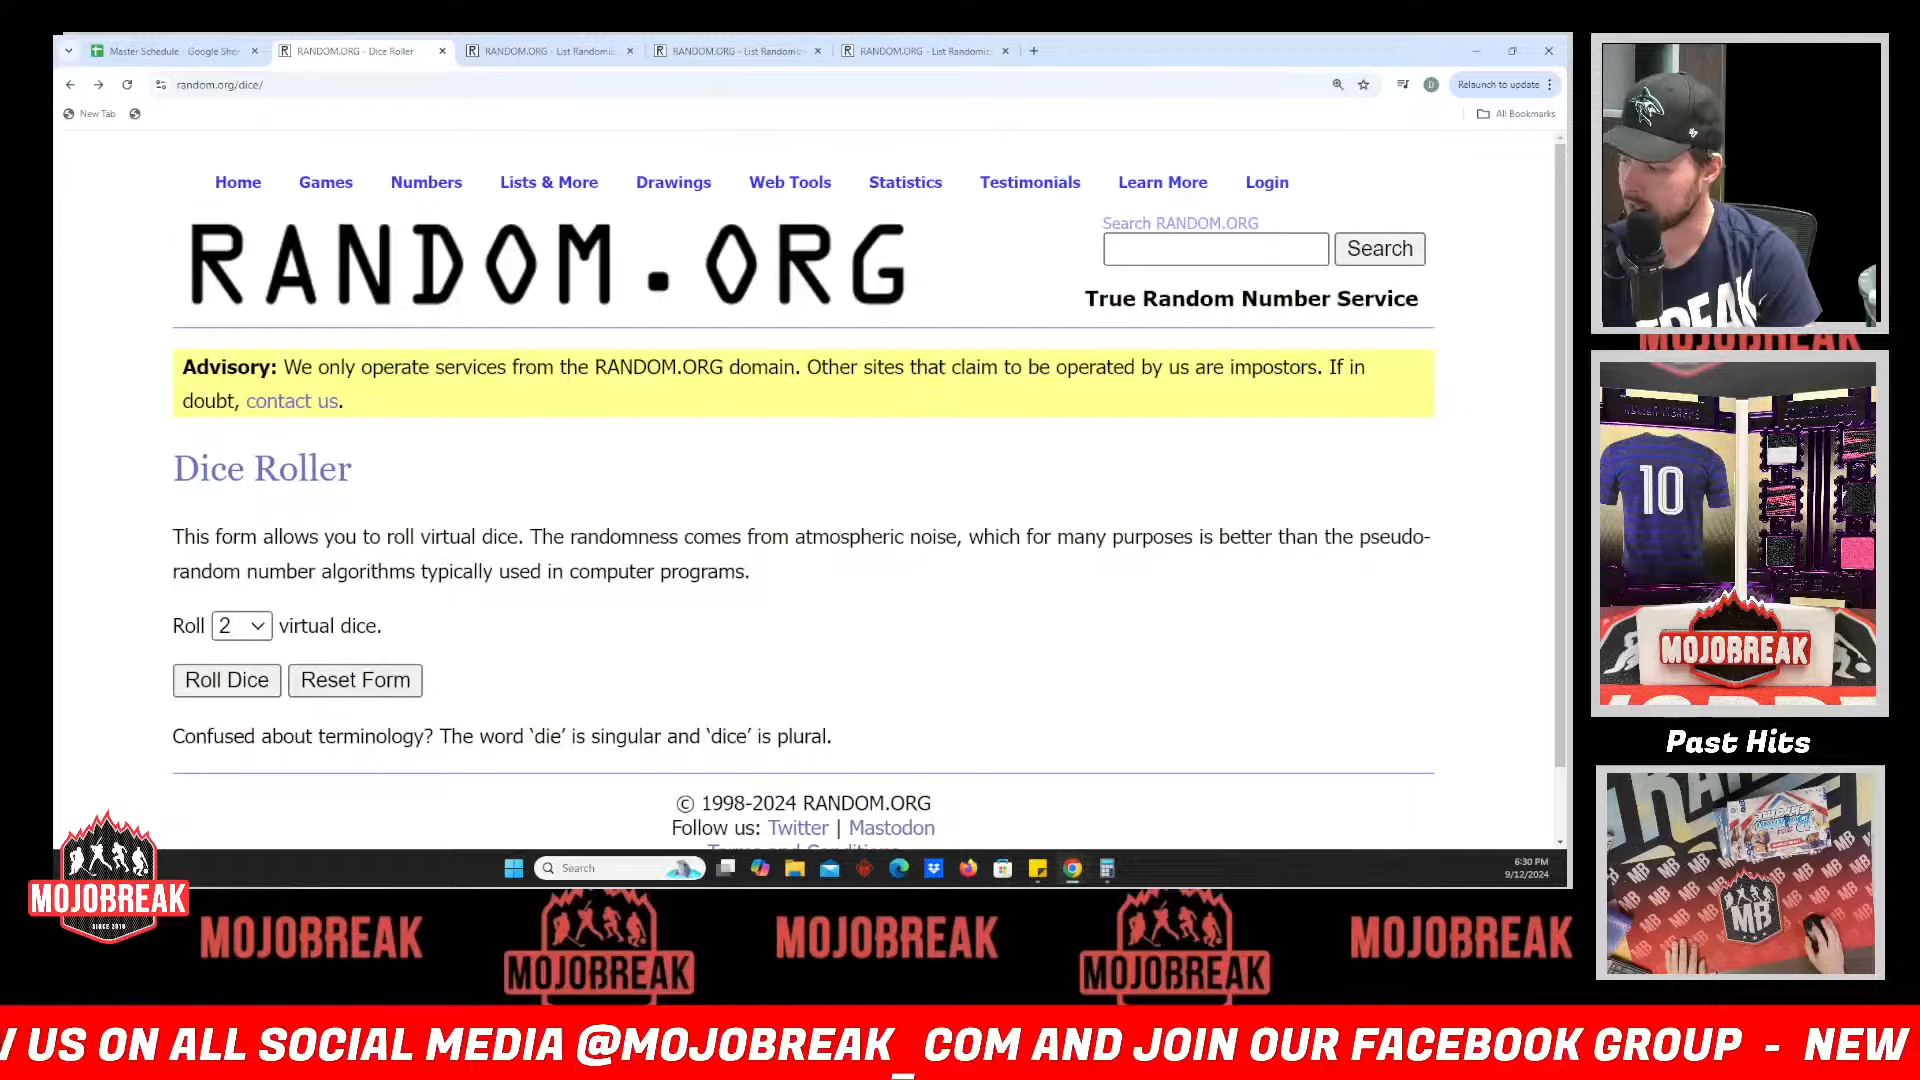 Master Schedule - Google She
RANDOM.ORG - Dice Roller
RANDOM.ORG - List Randomiz
RANDOM.ORG - List Randomiz
RANDOM.ORG - List Randomiz
random.org/dice/
Relaunch to update
New Tab
All Bookmarks
Home Games Numbers Lists & More Drawings Web Tools Statistics Testimonials Learn More Login
Search RANDOM.ORG
RANDOM.ORG
Search
True Random Number Service
Advisory: We only operate services from the RANDOM.ORG domain. Other sites that claim to be operated by us are impostors. If in
doubt, contact us.
Dice Roller
This form allows you to roll virtual dice. The randomness comes from atmospheric noise, which for many purposes is better than the pseudo-
random number algorithms typically used in computer programs.
Roll 2 virtual dice.
Roll Dice Reset Form
Confused about terminology? The word ‘die’ is singular and ‘dice’ is plural.
© 1998-2024 RANDOM.ORG
Follow us: Twitter | Mastodon
Terms and Conditions
Search
6:30 PM
9/12/2024
10
MOJOBREAK
Past Hits
MB
MOJOBREAK
SINCE 2010
MOJOBREAK
MOJOBREAK
MOJOBREAK
MOJOBREAK
MOJOBREAK
W US ON ALL SOCIAL MEDIA @MOJOBREAK_COM AND JOIN OUR FACEBOOK GROUP - NEW